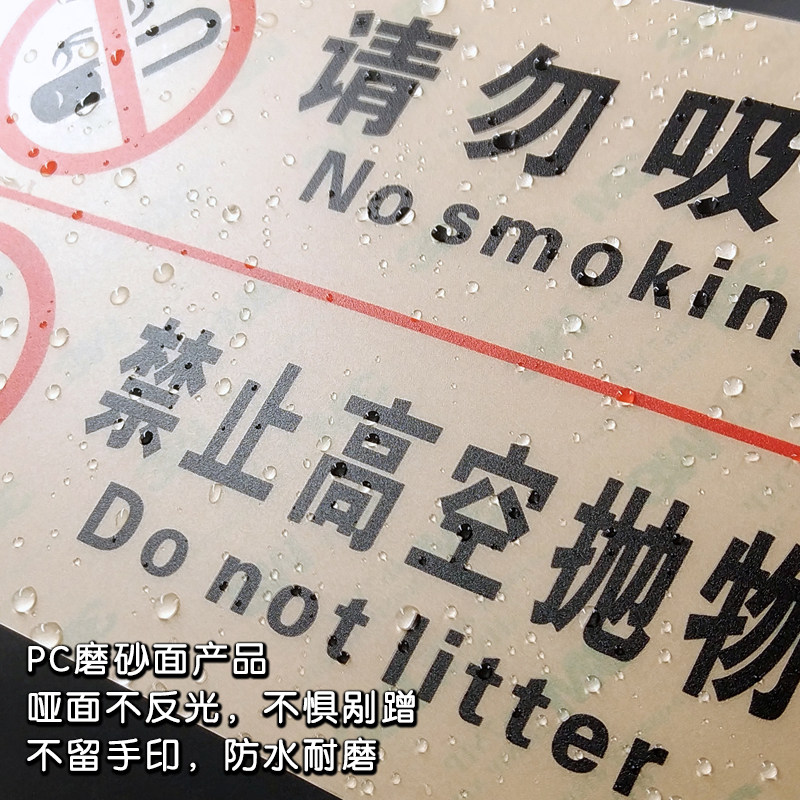 请勿吸
No smoking
禁止高空抛物
Do not litter
PC磨砂面产品
哑面不反光，不惧剐蹭
不留手印，防水耐磨